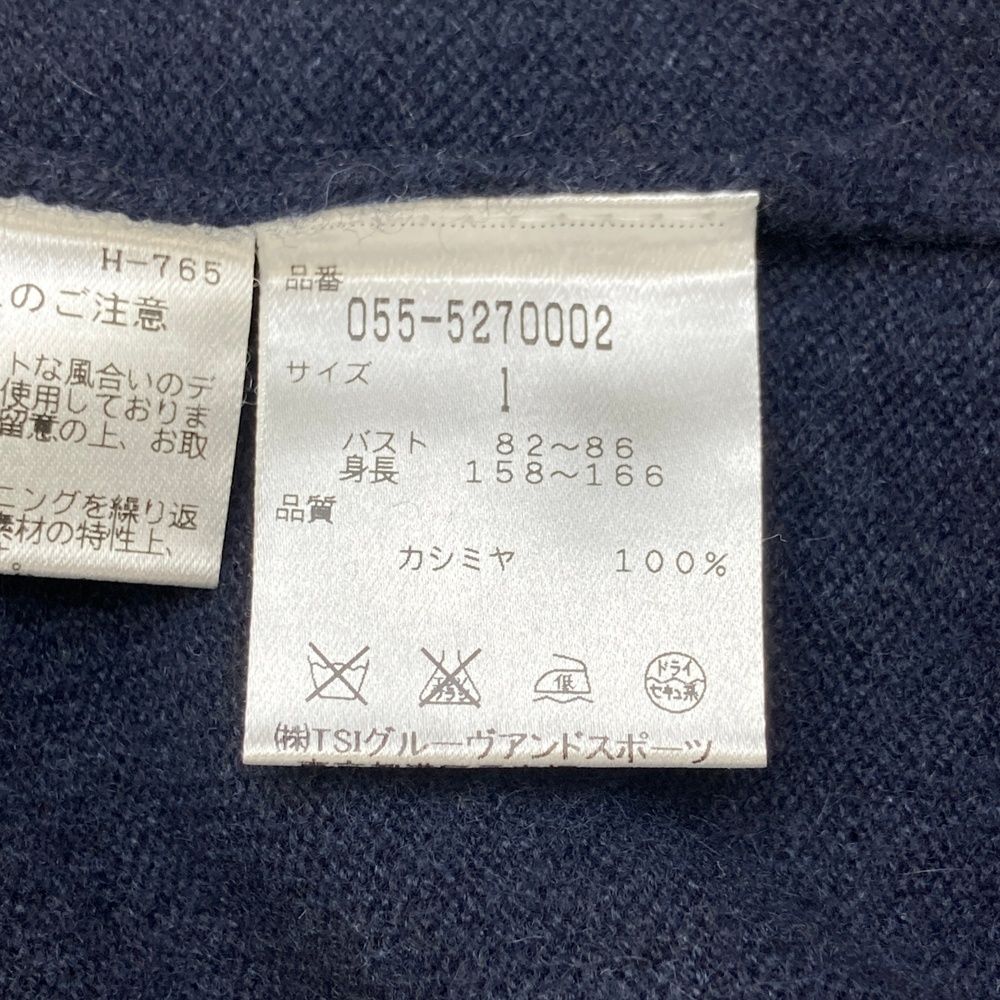 H-765
のご注意
トな風合いのデ
使用しておりま
留意の上、お取
ニングを繰り返
素材の特性上、
。
品番
055-5270002
サイズ
1
バスト 82～86
身長 158～166
品質
カシミヤ 100%
低
ドライ
セキユ系
㈱TSIグルーヴアンドスポーツ